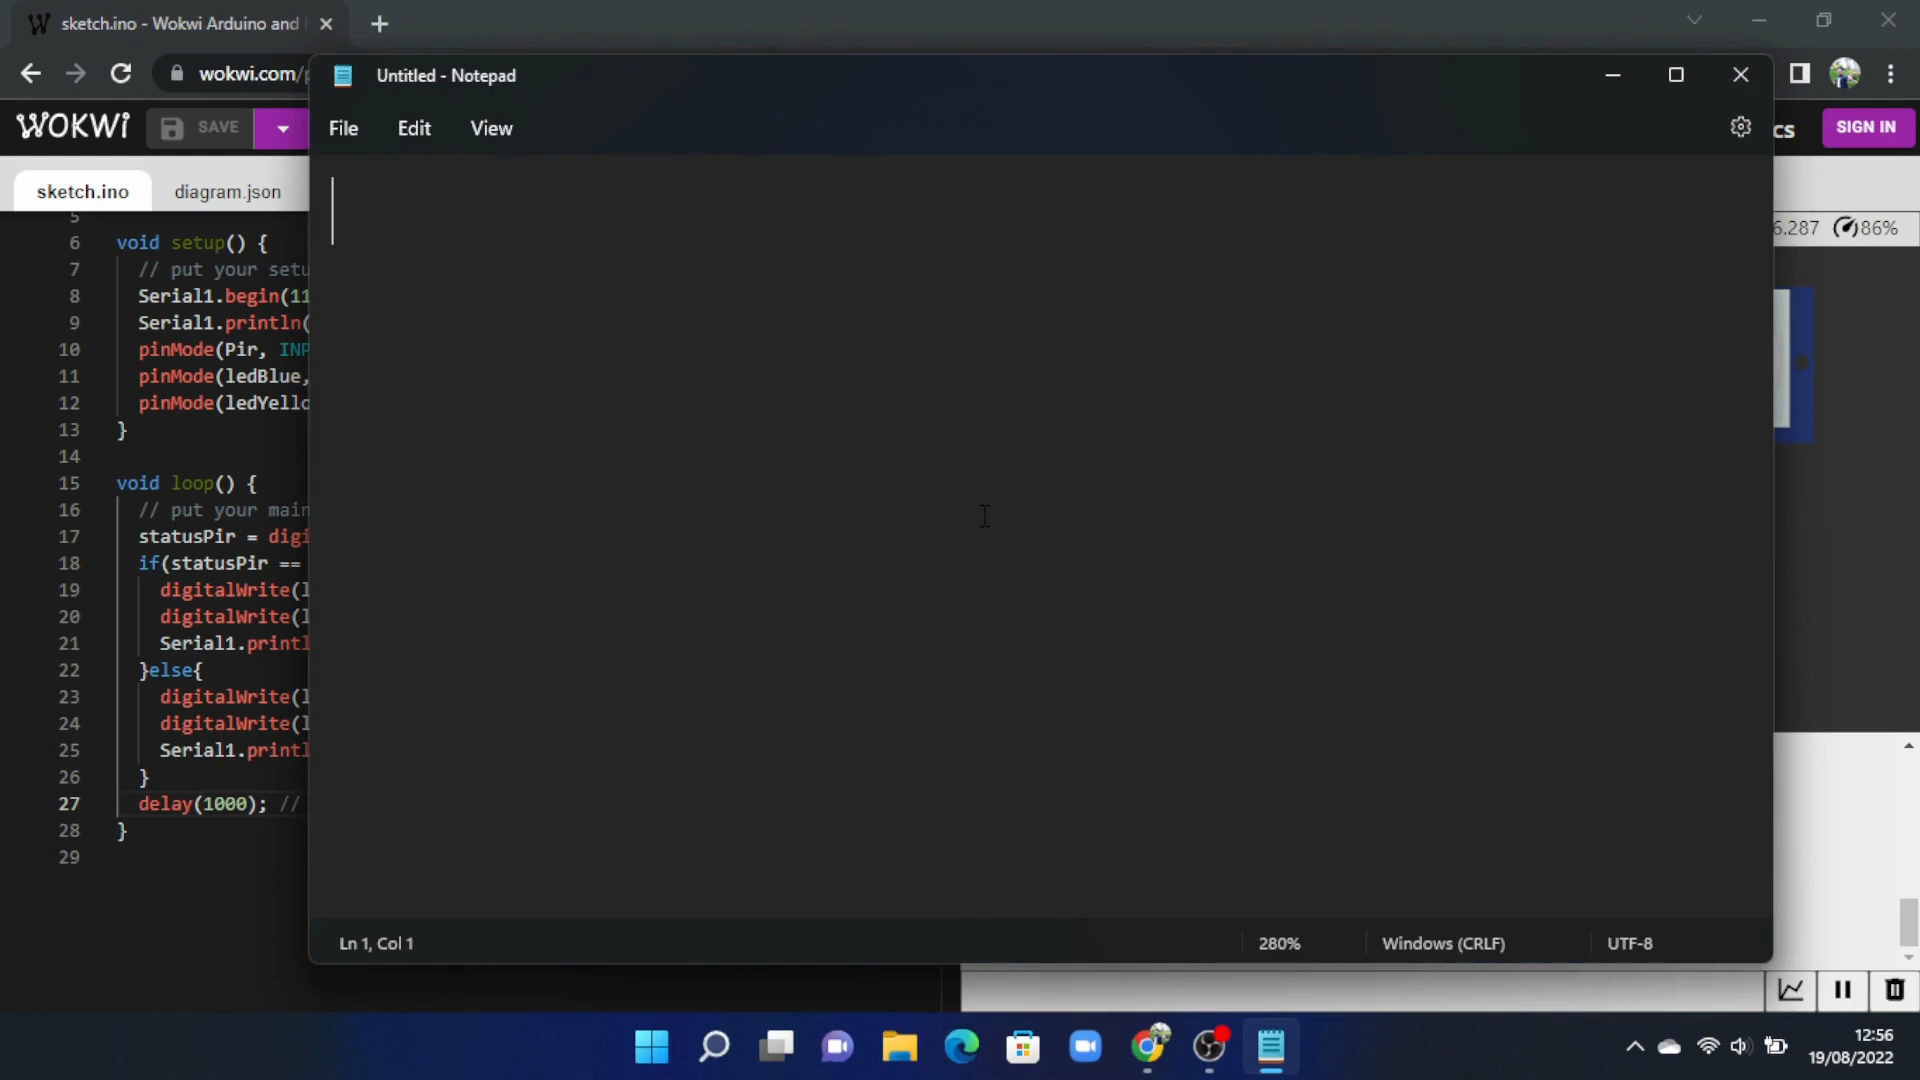 sketch.ino - Wokwi Arduino and
wokwi.com/
Untitled - Notepad
WOKWI
SAVE
File
Edit
View
CS
SIGN IN
sketch.ino
diagram.json
6.287
86%
5
6 void setup() {
7 // put your setu
8 Serial1.begin(11
9 Serial1.println(
10 pinMode(Pir, INP
11 pinMode(ledBlue,
12 pinMode(ledYello
13 }
14
15 void loop() {
16 // put your main
17 statusPir = digi
18 if(statusPir ==
19 digitalWrite(l
20 digitalWrite(l
21 Serial1.printl
22 }else{
23 digitalWrite(l
24 digitalWrite(l
25 Serial1.printl
26 }
27 delay(1000); //
28 }
29
Ln 1, Col 1
280%
Windows (CRLF)
UTF-8
12:56
19/08/2022